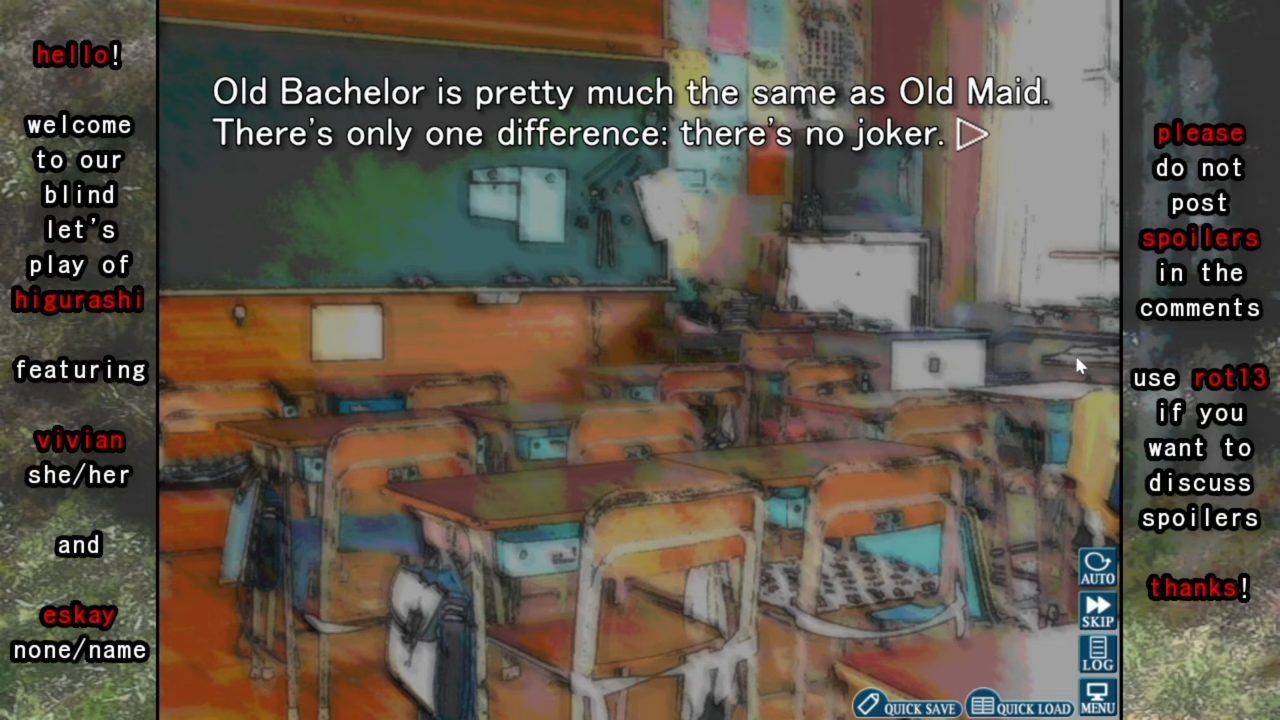 hello!
welcome
to our
blind
let's
play of
higurashi
featuring
vivian
she/her
and
eskay
none/name
Old Bachelor is pretty much the same as Old Maid.
There's only one difference: there's no joker.
please
do not
post
spoilers
in the
comments
use rot13
if you
want to
discuss
spoilers
thanks!
AUTO
SKIP
LOG
MENU
QUICK SAVE
QUICK LOAD